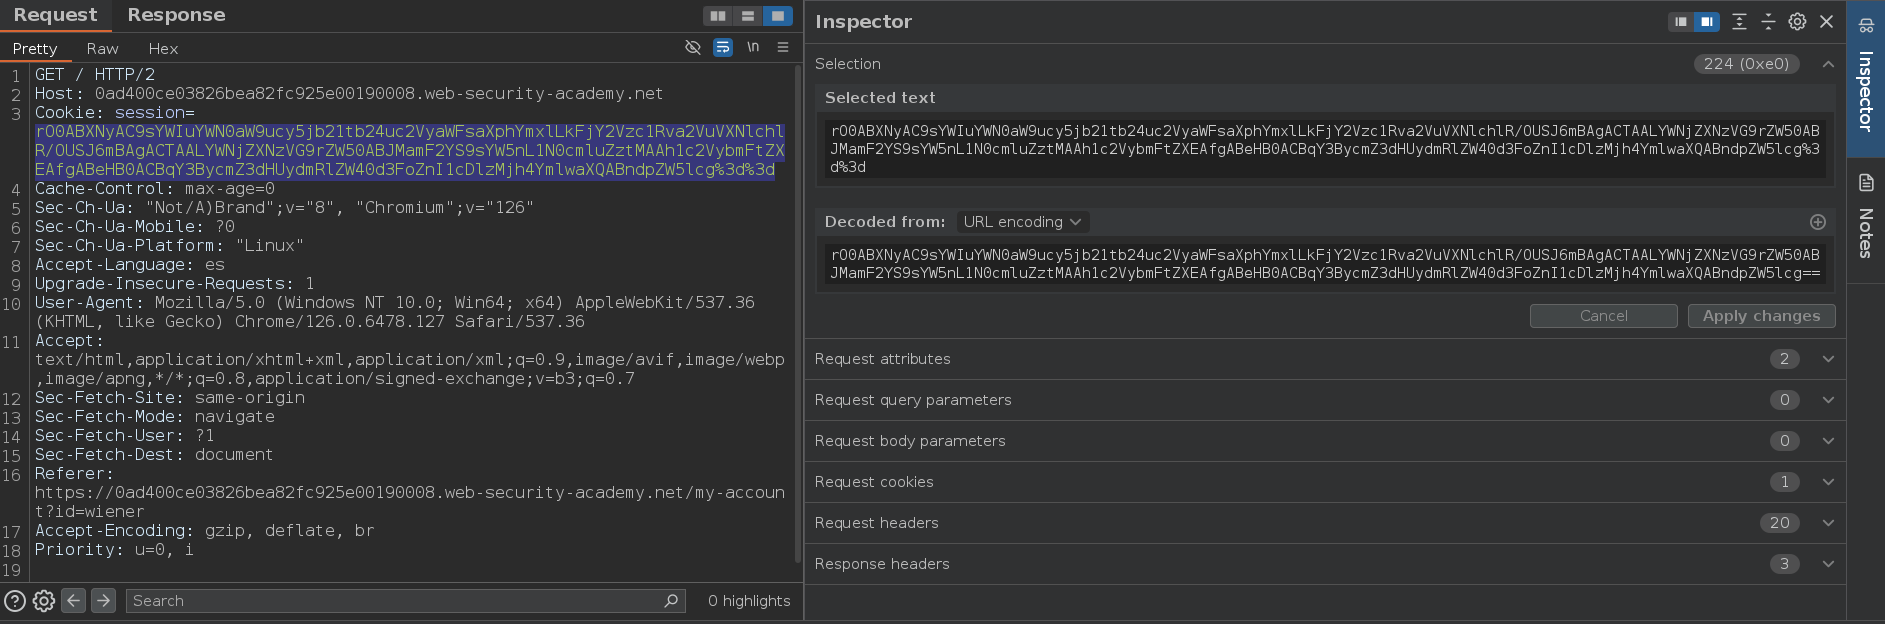 Request Response
Pretty Raw Hex
\n
1 GET / HTTP/2
2 Host: 0ad400ce03826bea82fc925e00190008.web-security-academy.net
3 Cookie: session=
rO0ABXNyAC9sYWIuYWN0aW9ucy5jb21tb24uc2VyaWFsaXphYmxlLkFjY2Vzc1Rva2VuVXNlchl
R/OUSJ6mBAgACTAALYWNjZXNzVG9rZW50ABJMamF2YS9sYW5nL1N0cmluZztMAAh1c2VybmFtZX
EAfgABeHB0ACBqY3BycmZ3dHUydmRlZW40d3FoZnI1cDlzMjh4YmlwaXQABndpZW5lcg%3d%3d
4 Cache-Control: max-age=0
5 Sec-Ch-Ua: "Not/A)Brand";v="8", "Chromium";v="126"
6 Sec-Ch-Ua-Mobile: ?0
7 Sec-Ch-Ua-Platform: "Linux"
8 Accept-Language: es
9 Upgrade-Insecure-Requests: 1
10 User-Agent: Mozilla/5.0 (Windows NT 10.0; Win64; x64) AppleWebKit/537.36
(KHTML, like Gecko) Chrome/126.0.6478.127 Safari/537.36
11 Accept:
text/html,application/xhtml+xml,application/xml;q=0.9,image/avif,image/webp
,image/apng,*/*;q=0.8,application/signed-exchange;v=b3;q=0.7
12 Sec-Fetch-Site: same-origin
13 Sec-Fetch-Mode: navigate
14 Sec-Fetch-User: ?1
15 Sec-Fetch-Dest: document
16 Referer:
https://0ad400ce03826bea82fc925e00190008.web-security-academy.net/my-accoun
t?id=wiener
17 Accept-Encoding: gzip, deflate, br
18 Priority: u=0, i
19
Search
0 highlights
Inspector
Selection 224 (0xe0)
Selected text
rO0ABXNyAC9sYWIuYWN0aW9ucy5jb21tb24uc2VyaWFsaXphYmxlLkFjY2Vzc1Rva2VuVXNlchlR/OUSJ6mBAgACTAALYWNjZXNzVG9rZW50AB
JMamF2YS9sYW5nL1N0cmluZztMAAh1c2VybmFtZXEAfgABeHB0ACBqY3BycmZ3dHUydmRlZW40d3FoZnI1cDlzMjh4YmlwaXQABndpZW5lcg%3
d%3d
Decoded from: URL encoding
rO0ABXNyAC9sYWIuYWN0aW9ucy5jb21tb24uc2VyaWFsaXphYmxlLkFjY2Vzc1Rva2VuVXNlchlR/OUSJ6mBAgACTAALYWNjZXNzVG9rZW50AB
JMamF2YS9sYW5nL1N0cmluZztMAAh1c2VybmFtZXEAfgABeHB0ACBqY3BycmZ3dHUydmRlZW40d3FoZnI1cDlzMjh4YmlwaXQABndpZW5lcg==
Cancel Apply changes
Request attributes 2
Request query parameters 0
Request body parameters 0
Request cookies 1
Request headers 20
Response headers 3
Inspector
Notes